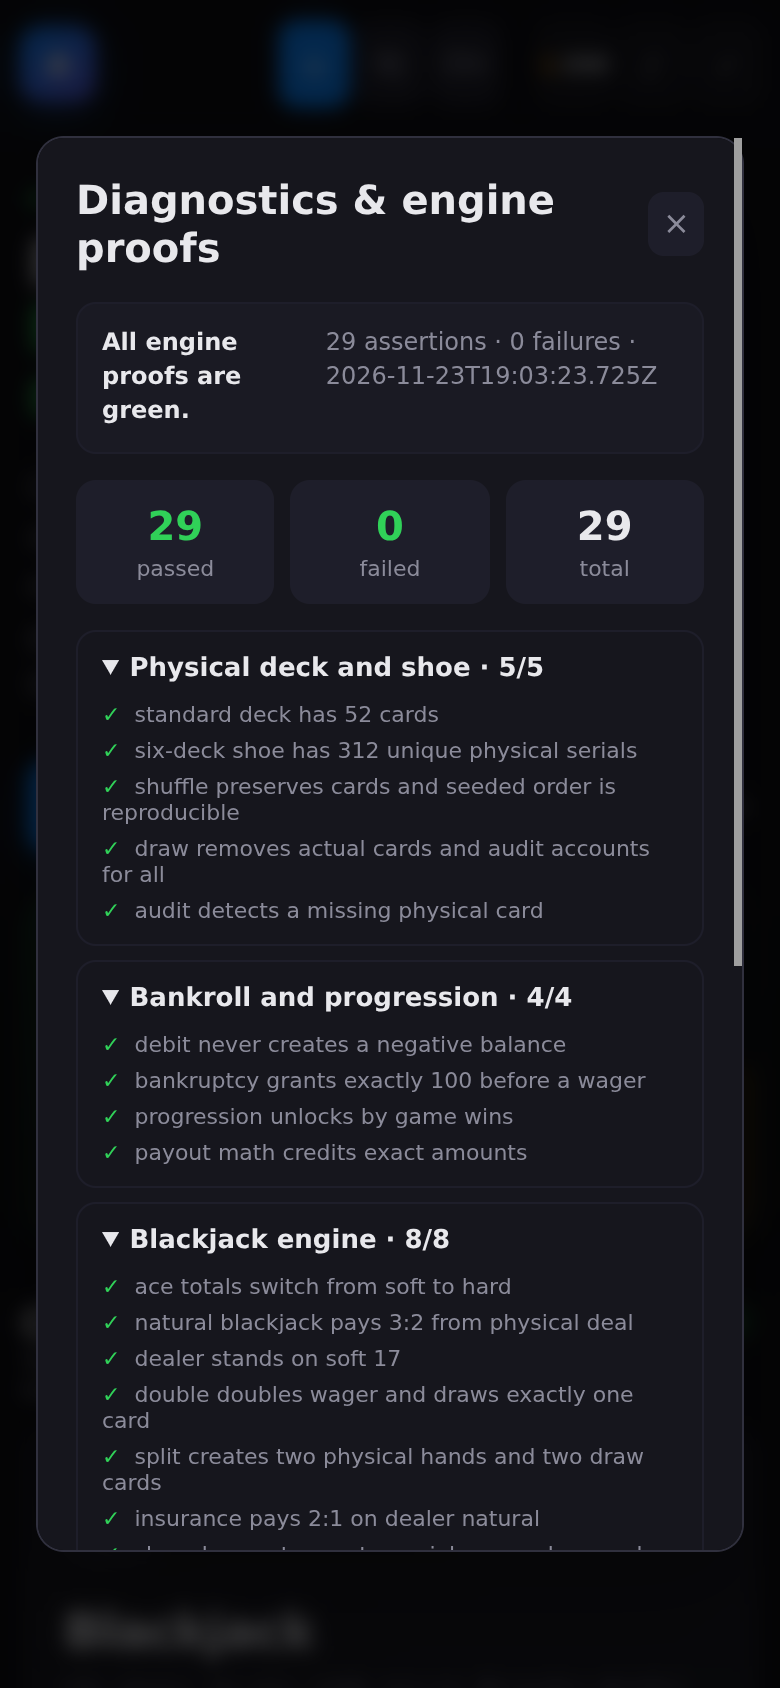 Diagnostics & engine
proofs
×
All engine
proofs are
green.
29 assertions · 0 failures ·
2026-11-23T19:03:23.725Z
29
passed
0
failed
29
total
▼ Physical deck and shoe · 5/5
✓ standard deck has 52 cards
✓ six-deck shoe has 312 unique physical serials
✓ shuffle preserves cards and seeded order is
reproducible
✓ draw removes actual cards and audit accounts
for all
✓ audit detects a missing physical card
▼ Bankroll and progression · 4/4
✓ debit never creates a negative balance
✓ bankruptcy grants exactly 100 before a wager
✓ progression unlocks by game wins
✓ payout math credits exact amounts
▼ Blackjack engine · 8/8
✓ ace totals switch from soft to hard
✓ natural blackjack pays 3:2 from physical deal
✓ dealer stands on soft 17
✓ double doubles wager and draws exactly one
card
✓ split creates two physical hands and two draw
cards
✓ insurance pays 2:1 on dealer natural
Blackjack